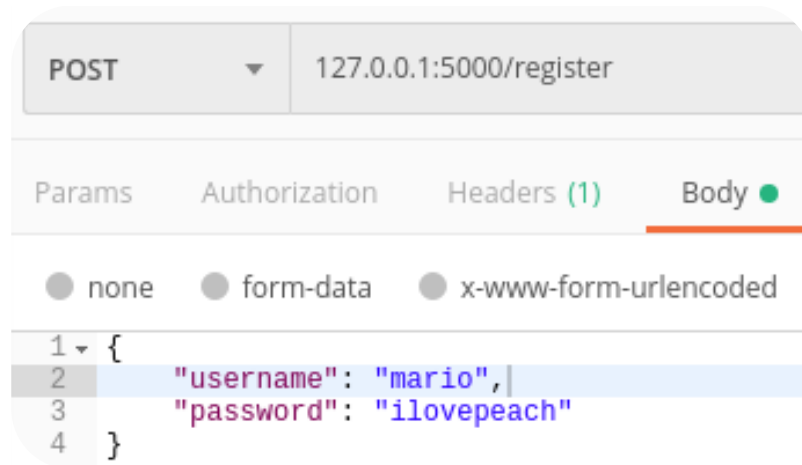 POST 127.0.0.1:5000/register
Params Authorization Headers (1) Body
none form-data x-www-form-urlencoded
1 {
2 "username": "mario",
3 "password": "ilovepeach"
4 }